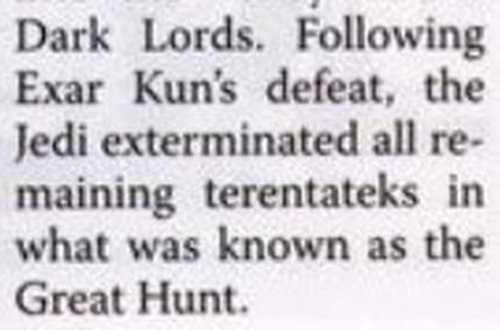 Dark Lords. Following
Exar Kun's defeat, the
Jedi exterminated all re-
maining terentateks in
what was known as the
Great Hunt.